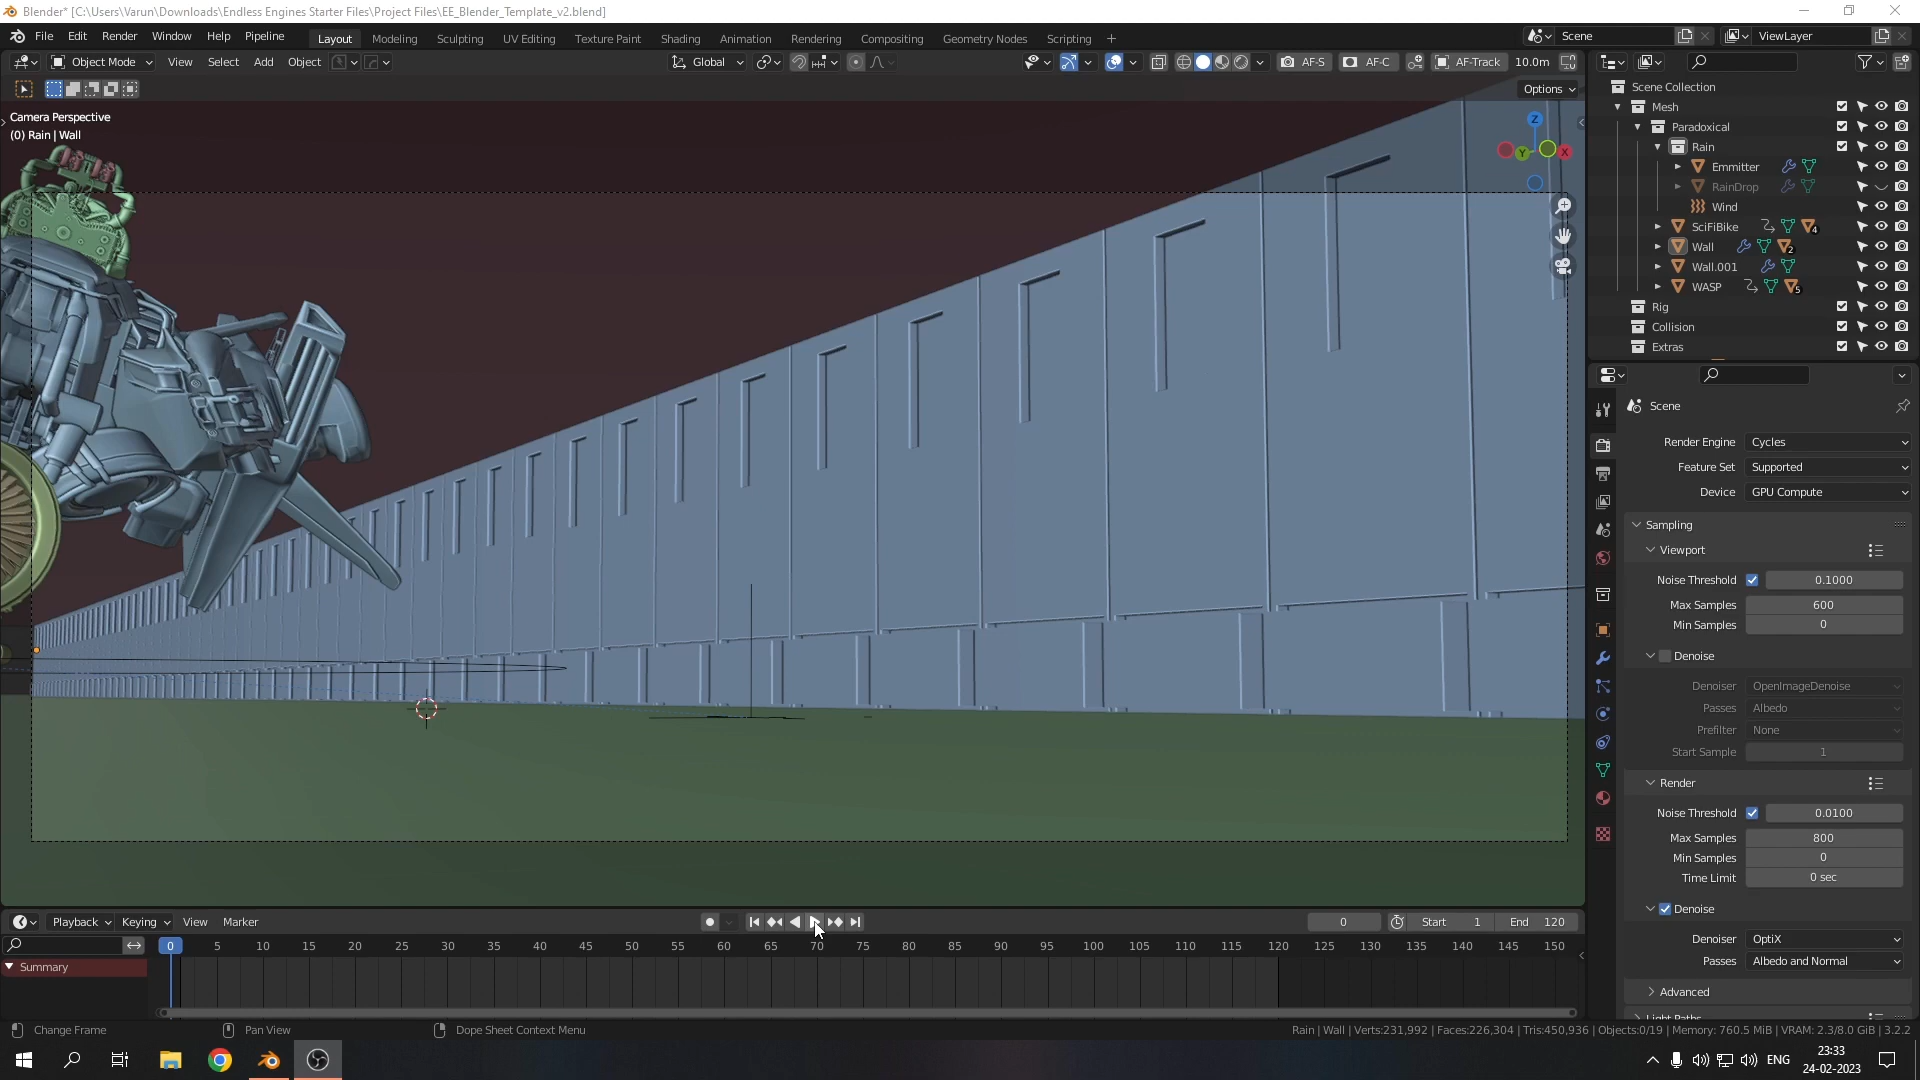 Blender* [C:\Users\Varun\Downloads\Endless Engines Starter Files\Project Files\EE_Blender_Template_v2.blend]
File Edit Render Window Help Pipeline Layout Modeling Sculpting UV Editing Texture Paint Shading Animation Rendering Compositing Geometry Nodes Scripting + Scene ViewLayer
Object Mode View Select Add Object Global AF-S AF-C AF-Track 10.0m
Options
Camera Perspective
(0) Rain | Wall
Z
Y
X
Scene Collection
Mesh
Paradoxical
Rain
Emmitter
RainDrop
Wind
SciFiBike 4
Wall 2
Wall.001
WASP 5
Rig
Collision
Extras
Scene
Render Engine Cycles
Feature Set Supported
Device GPU Compute
Sampling
Viewport
Noise Threshold 0.1000
Max Samples 600
Min Samples 0
Denoise
Denoiser OpenImageDenoise
Passes Albedo
Prefilter None
Start Sample 1
Render
Noise Threshold 0.0100
Max Samples 800
Min Samples 0
Time Limit 0 sec
Denoise
Denoiser OptiX
Passes Albedo and Normal
Advanced
Light Paths
Playback Keying View Marker 0 Start 1 End 120
0 5 10 15 20 25 30 35 40 45 50 55 60 65 70 75 80 85 90 95 100 105 110 115 120 125 130 135 140 145 150
Summary
Change Frame Pan View Dope Sheet Context Menu Rain | Wall | Verts:231,992 | Faces:226,304 | Tris:450,936 | Objects:0/19 | Memory: 760.5 MiB | VRAM: 2.3/8.0 GiB | 3.2.2
ENG
23:33
24-02-2023